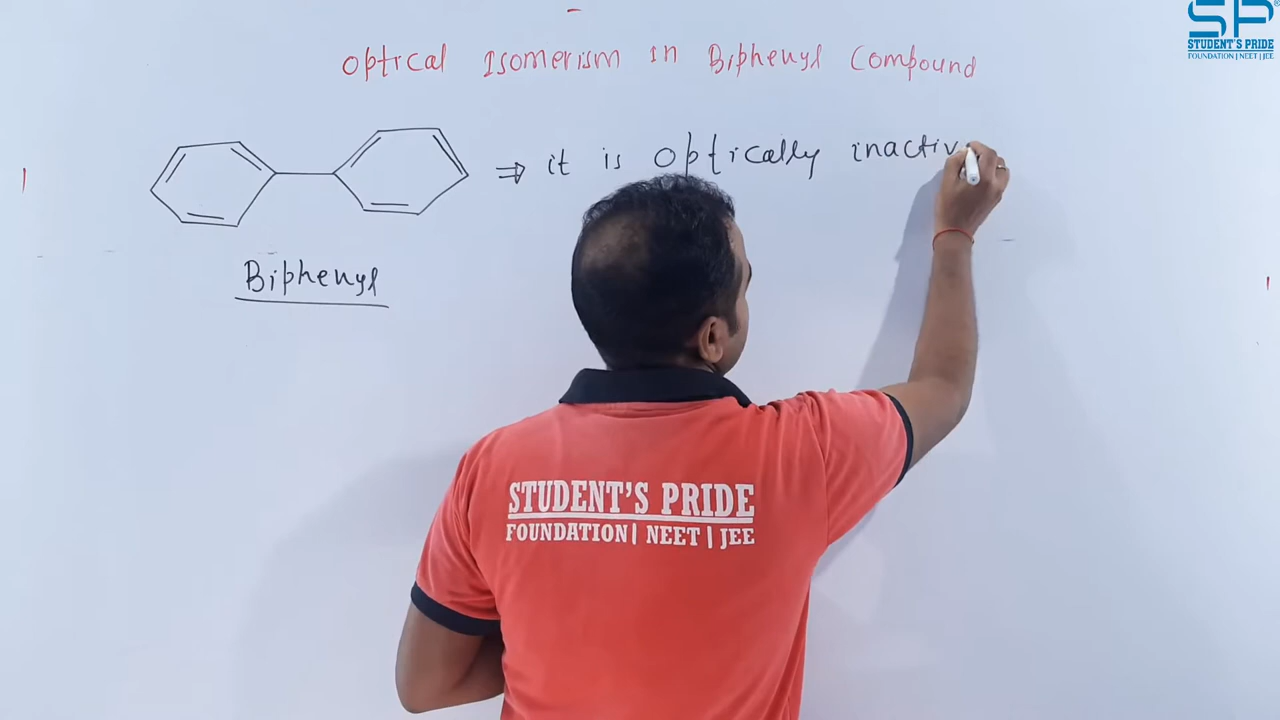 SP
STUDENT'S PRIDE
FOUNDATION | NEET | JEE
Optical Isomerism in Biphenyl Compound
⇒ it is optically inactiv
Biphenyl
STUDENT'S PRIDE
FOUNDATION | NEET | JEE